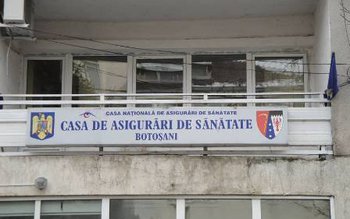 CASA NAȚIONALĂ DE ASIGURĂRI DE SĂNĂTATE
CASA DE ASIGURĂRI DE SĂNĂTATE
BOTOȘANI